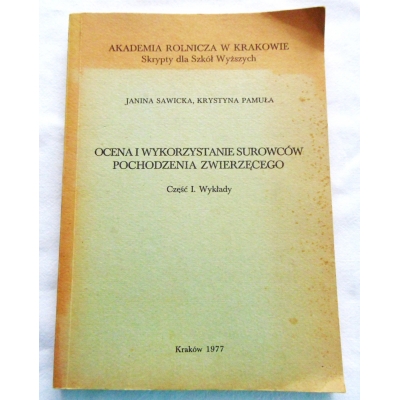 AKADEMIA ROLNICZA W KRAKOWIE
Skrypty dla Szkół Wyższych
JANINA SAWICKA, KRYSTYNA PAMUŁA
OCENA I WYKORZYSTANIE SUROWCÓW
POCHODZENIA ZWIERZĘCEGO
Część I. Wykłady
Kraków 1977